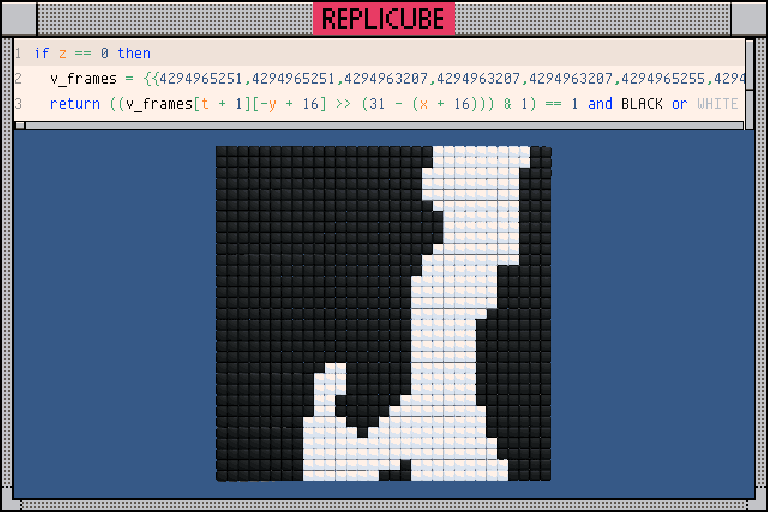 REPLICUBE
1 if z == 0 then
2 v_frames = {{4294965251,4294965251,4294963207,4294963207,4294963207,4294965255,4294
3 return ((v_frames[t + 1][-y + 16] >> (31 - (x + 16))) & 1) == 1 and BLACK or WHITE